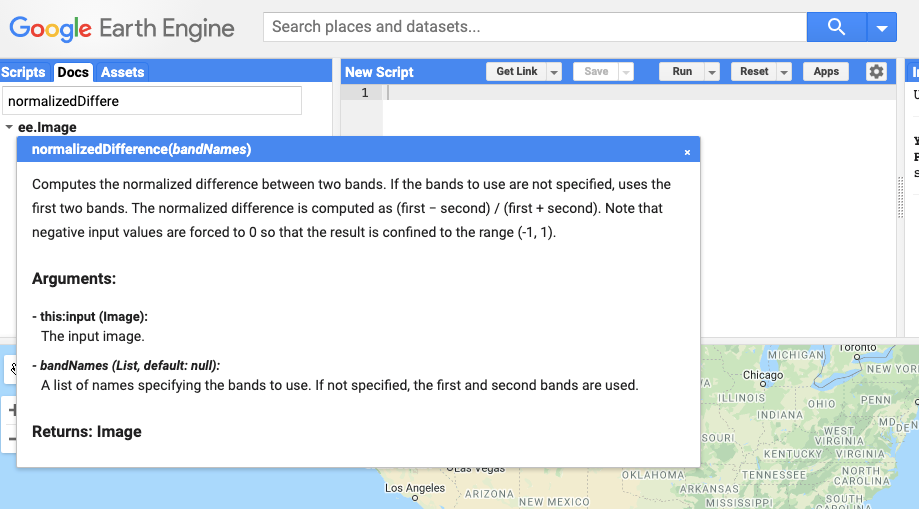 Google Earth Engine
Search places and datasets...
Scripts Docs Assets
New Script
Get Link
Save
Run
Reset
Apps
normalizedDiffere
1
ee.Image
normalizedDifference(bandNames)
×
Computes the normalized difference between two bands. If the bands to use are not specified, uses the
first two bands. The normalized difference is computed as (first − second) / (first + second). Note that
negative input values are forced to 0 so that the result is confined to the range (-1, 1).
Arguments:
- this:input (Image):
The input image.
- bandNames (List, default: null):
A list of names specifying the bands to use. If not specified, the first and second bands are used.
Returns: Image
Toronto
MICHIGAN
NEW YOR
Chicago
ILLINOIS
OHIO
PENN
INDIANA
MD
DEN
WEST
VIRGINIA
SOURI
KENTUCKY
VIRGINIA
Las Vegas
OKLAHOMA
TENNESSEE
NORTH
CAROLINA
Los Angeles
ARIZONA
NEW MEXICO
ARKANSAS
MISSISSIPPI
SOUTH
CAROLINA